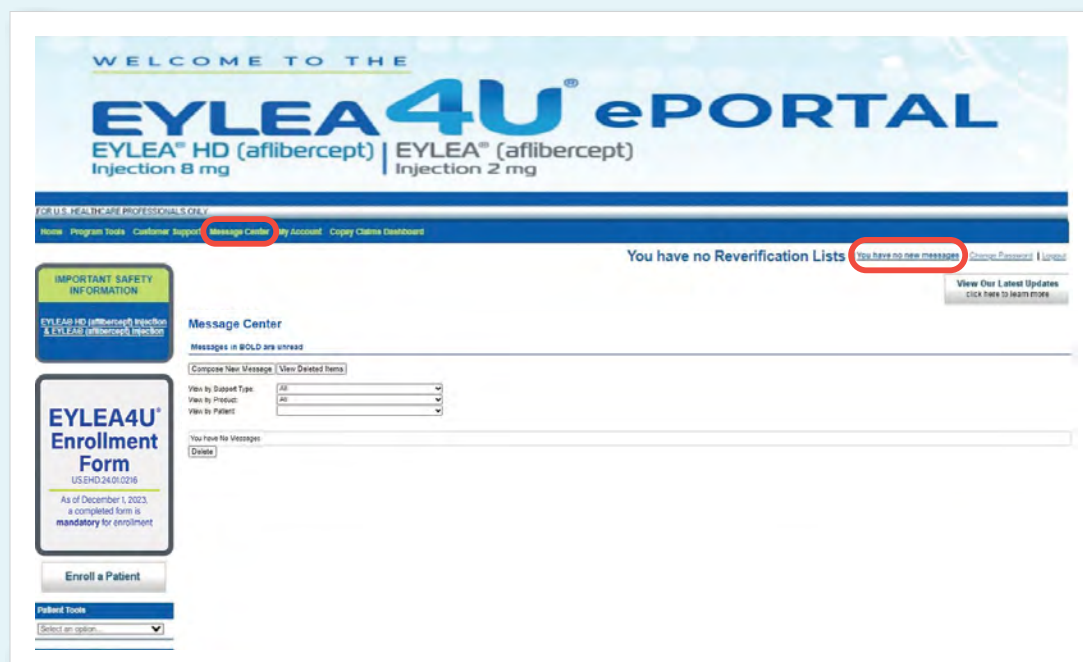 WELCOME TO THE
EYLEA4U® ePORTAL
EYLEA® HD (aflibercept) | EYLEA® (aflibercept)
Injection 8 mg | Injection 2 mg
FOR U.S. HEALTHCARE PROFESSIONALS ONLY
Home Program Tools Customer Support Message Center My Account Copay Claims Dashboard
You have no Reverification Lists You have no new messages Change Password | Logout
View Our Latest Updates
click here to learn more
IMPORTANT SAFETY
INFORMATION
EYLEA® HD (aflibercept) Injection
& EYLEA® (aflibercept) Injection
Message Center
Messages in BOLD are unread
Compose New Message View Deleted Items
View by Support Type: All
View by Product: All
View by Patient:
You have No Messages
Delete
EYLEA4U®
Enrollment
Form
US.EHD.24.01.0216
As of December 1, 2023,
a completed form is
mandatory for enrollment
Enroll a Patient
Patient Tools
Select an option...